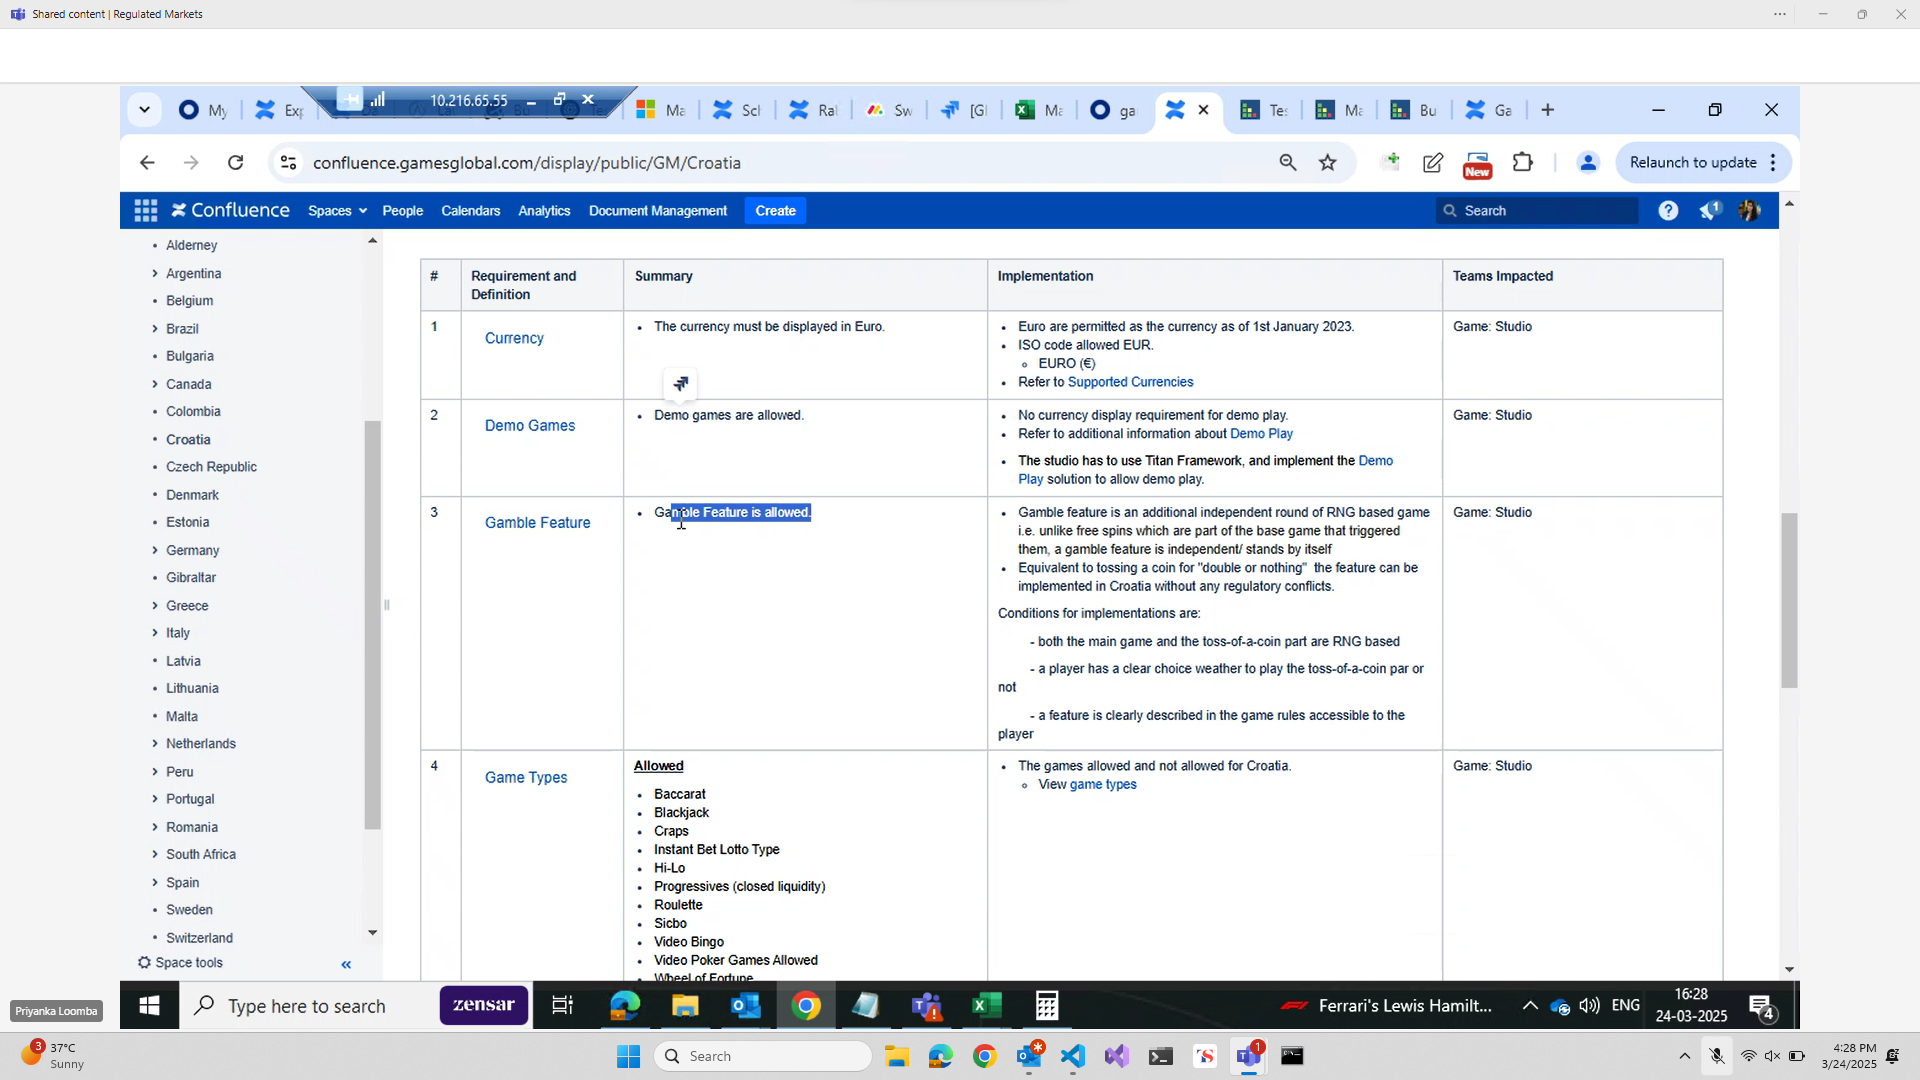 Shared content | Regulated Markets
10.216.65.55
My
Exp
Ma
Sch
Ral
Sw
[GI
Ma
ga
Tes
Ma
Bu
Ga
confluence.gamesglobal.com/display/public/GM/Croatia
New
Relaunch to update
Confluence
Spaces
People
Calendars
Analytics
Document Management
Create
Search
1
Alderney
Argentina
Belgium
Brazil
Bulgaria
Canada
Colombia
Croatia
Czech Republic
Denmark
Estonia
Germany
Gibraltar
Greece
Italy
Latvia
Lithuania
Malta
Netherlands
Peru
Portugal
Romania
South Africa
Spain
Sweden
Switzerland
Space tools
# Requirement and Definition Summary Implementation Teams Impacted
1
Currency
• The currency must be displayed in Euro.
• Euro are permitted as the currency as of 1st January 2023.
• ISO code allowed EUR.
◦ EURO (€)
• Refer to Supported Currencies
Game: Studio
2
Demo Games
• Demo games are allowed.
• No currency display requirement for demo play.
• Refer to additional information about Demo Play
• The studio has to use Titan Framework, and implement the Demo
Play solution to allow demo play.
Game: Studio
3
Gamble Feature
• Gamble Feature is allowed.
• Gamble feature is an additional independent round of RNG based game
i.e. unlike free spins which are part of the base game that triggered
them, a gamble feature is independent/ stands by itself
• Equivalent to tossing a coin for "double or nothing" the feature can be
implemented in Croatia without any regulatory conflicts.
Conditions for implementations are:
- both the main game and the toss-of-a-coin part are RNG based
- a player has a clear choice weather to play the toss-of-a-coin par or
not
- a feature is clearly described in the game rules accessible to the
player
Game: Studio
4
Game Types
Allowed
• Baccarat
• Blackjack
• Craps
• Instant Bet Lotto Type
• Hi-Lo
• Progressives (closed liquidity)
• Roulette
• Sicbo
• Video Bingo
• Video Poker Games Allowed
• Wheel of Fortune
• The games allowed and not allowed for Croatia.
◦ View game types
Game: Studio
Priyanka Loomba
Type here to search
zensar
Ferrari's Lewis Hamilt...
ENG
16:28
24-03-2025
4
3
37°C
Sunny
Search
1
4:28 PM
3/24/2025